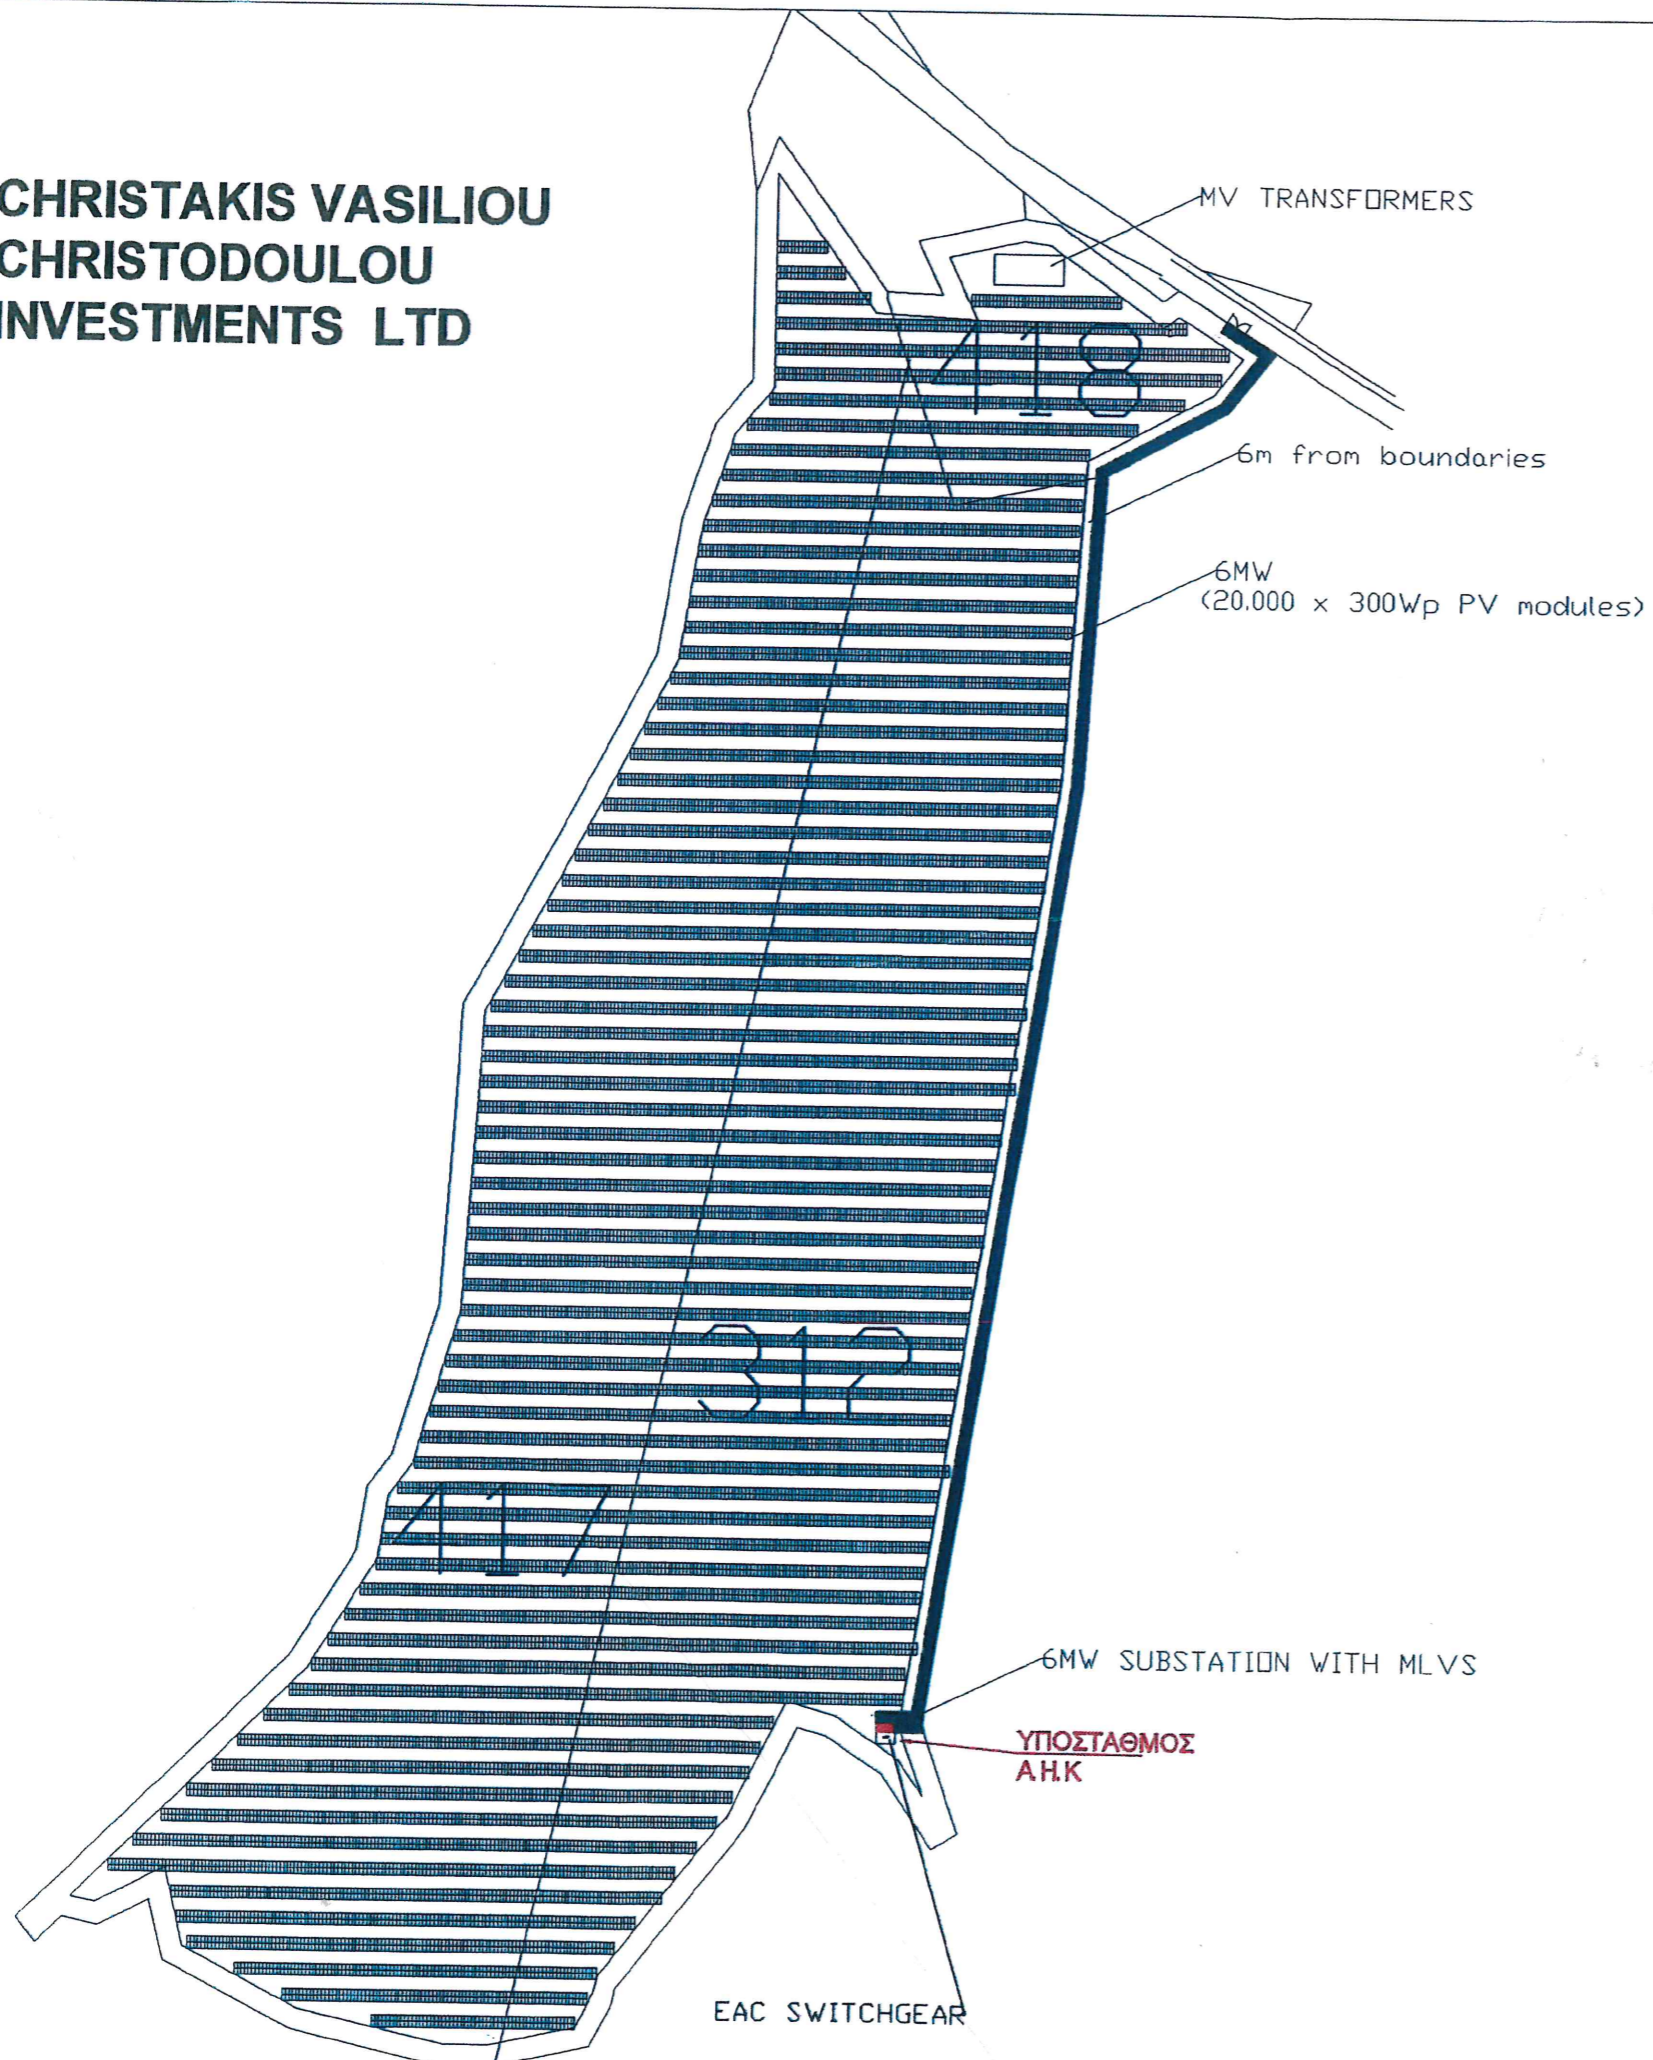 CHRISTAKIS VASILIOU
CHRISTODOULOU
INVESTMENTS LTD
MV TRANSFORMERS
418
6m from boundaries
6MW
(20.000 x 300Wp PV modules)
312
417
6MW SUBSTATION WITH MLVS
ΥΠΟΣΤΑΘΜΟΣ
Α.Η.Κ
EAC SWITCHGEAR